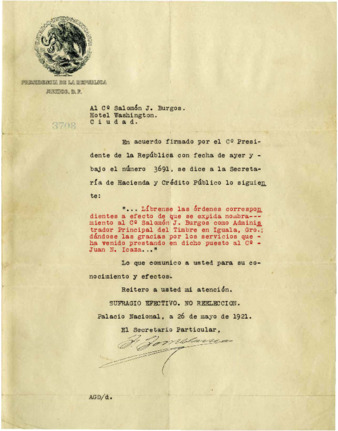 PRESIDENCIA DE LA REPUBLICA
MEXICO, D. F.
3708
Al Cº Salomón J. Burgos.
Hotel Washington.
C i u d a d.
En acuerdo firmado por el Cº Presi-
dente de la República con fecha de ayer y -
bajo el número 3691, se dice a la Secreta-
ría de Hacienda y Crédito Público lo siguien
te:
"... Líbrense las órdenes correspon
dientes a efecto de que se expida nombra--
miento al Cº Salomón J. Burgos como Adminis
trador Principal del Timbre en Iguala, Gro.;
dándose las gracias por los servicios que -
ha venido prestando en dicho puesto al Cº -
Juan N. Icaza..."
Lo que comunico a usted para su co-
nocimiento y efectos.
Reitero a usted mi atención.
SUFRAGIO EFECTIVO. NO REELECCION.
Palacio Nacional, a 26 de mayo de 1921.
El Secretario Particular,
AGD/d.